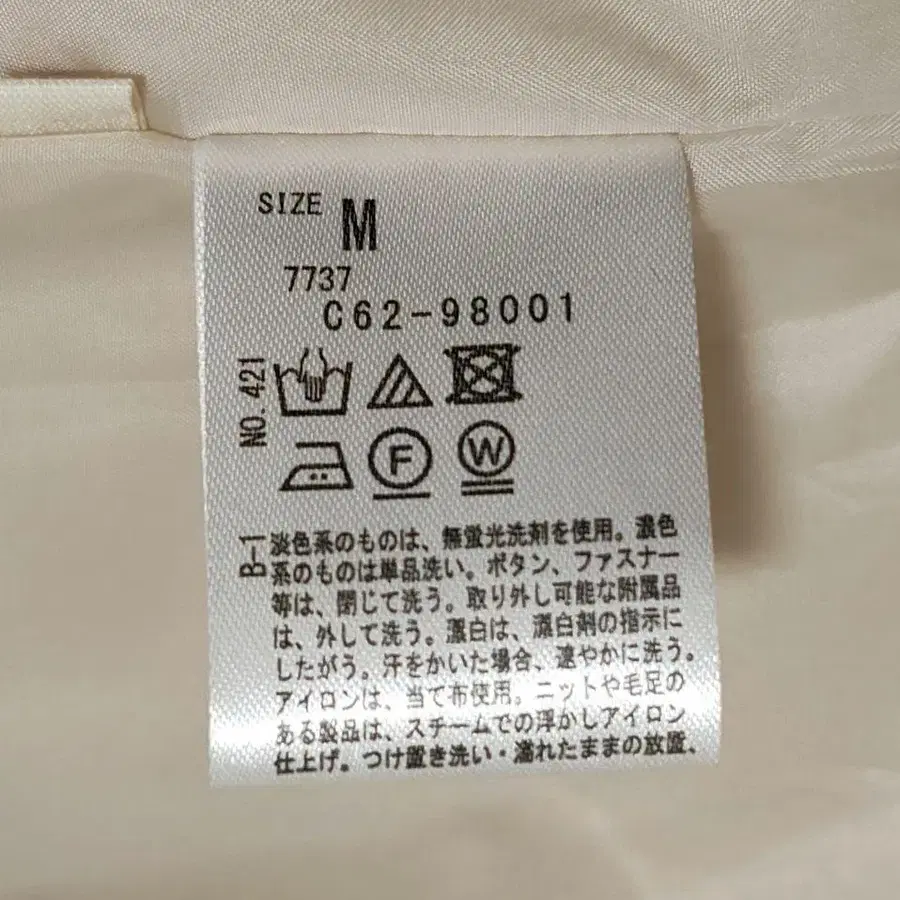 SIZE M
7737
C62-98001
NO. 421
F W
B-1
淡色系のものは、無蛍光洗剤を使用。濃色
系のものは単品洗い。ボタン、ファスナー
等は、閉じて洗う。取り外し可能な附属品
は、外して洗う。漂白は、漂白剤の指示に
したがう。汗をかいた場合、速やかに洗う。
アイロンは、当て布使用。ニットや毛足の
ある製品は、スチームでの浮かしアイロン
仕上げ。つけ置き洗い・濡れたままの放置、